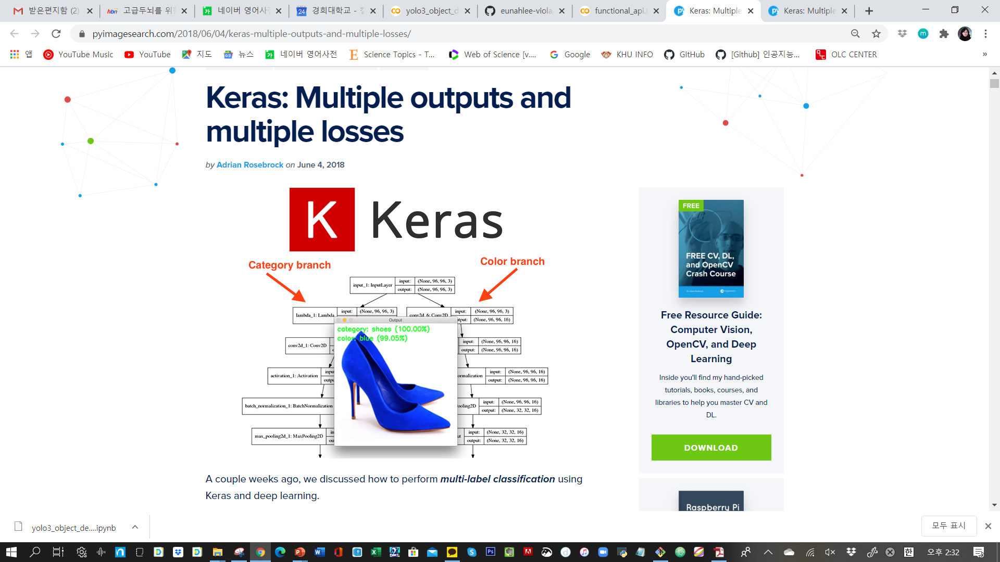 받은편지함 (2)
hbn 고급두뇌를 위한
가 네이버 영어사전
24 경희대학교 - 캘
yolo3_object_d
eunahlee-viola
functional_api.
Keras: Multiple
Keras: Multiple
pyimagesearch.com/2018/06/04/keras-multiple-outputs-and-multiple-losses/
m
앱 YouTube Music YouTube 지도 뉴스 가 네이버 영어사전 Science Topics - T... Web of Science [v.... Google KHU INFO GitHub [Github] 인공지능... OLC CENTER »
Keras: Multiple outputs and
multiple losses
by Adrian Rosebrock on June 4, 2018
K Keras
Category branch
Color branch
input_1: InputLayer
input: (None, 96, 96, 3)
output: (None, 96, 96, 3)
lambda_1: Lambda
input: (None, 96, 96, 3)
conv2d_6: Conv2D
input: (None, 96, 96, 3)
output: (None, 96, 96, 16)
Output
category: shoes (100.00%)
color: blue (99.05%)
conv2d_1: Conv2D
input: (None, 96, 96, 16)
output: (None, 96, 96, 16)
activation_1: Activation
input: (None, 96, 96, 16)
output: (None, 96, 96, 16)
batch_normalization_1: BatchNormalization
input: (None, 96, 96, 16)
output: (None, 32, 32, 16)
max_pooling2d_1: MaxPooling2D
input: (None, 32, 32, 16)
output: (None, 32, 32, 16)
A couple weeks ago, we discussed how to perform multi-label classification using
Keras and deep learning.
FREE
FREE CV, DL,
and OpenCV
Crash Course
Free Resource Guide:
Computer Vision,
OpenCV, and Deep
Learning
Inside you'll find my hand-picked
tutorials, books, courses, and
libraries to help you master CV and
DL.
DOWNLOAD
Raspberry Pi
yolo3_object_de....ipynb
모두 표시
한 오후 2:32